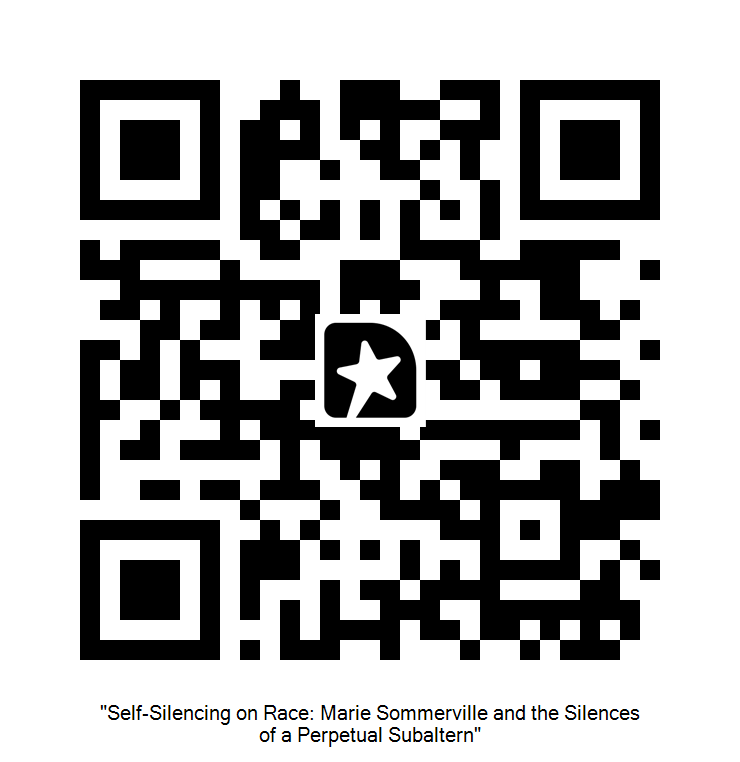 "Self-Silencing on Race: Marie Sommerville and the Silences
of a Perpetual Subaltern"